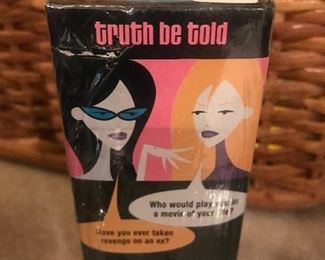 truth be told
Who would play you in
a movie of your life?
Have you ever taken
revenge on an ex?